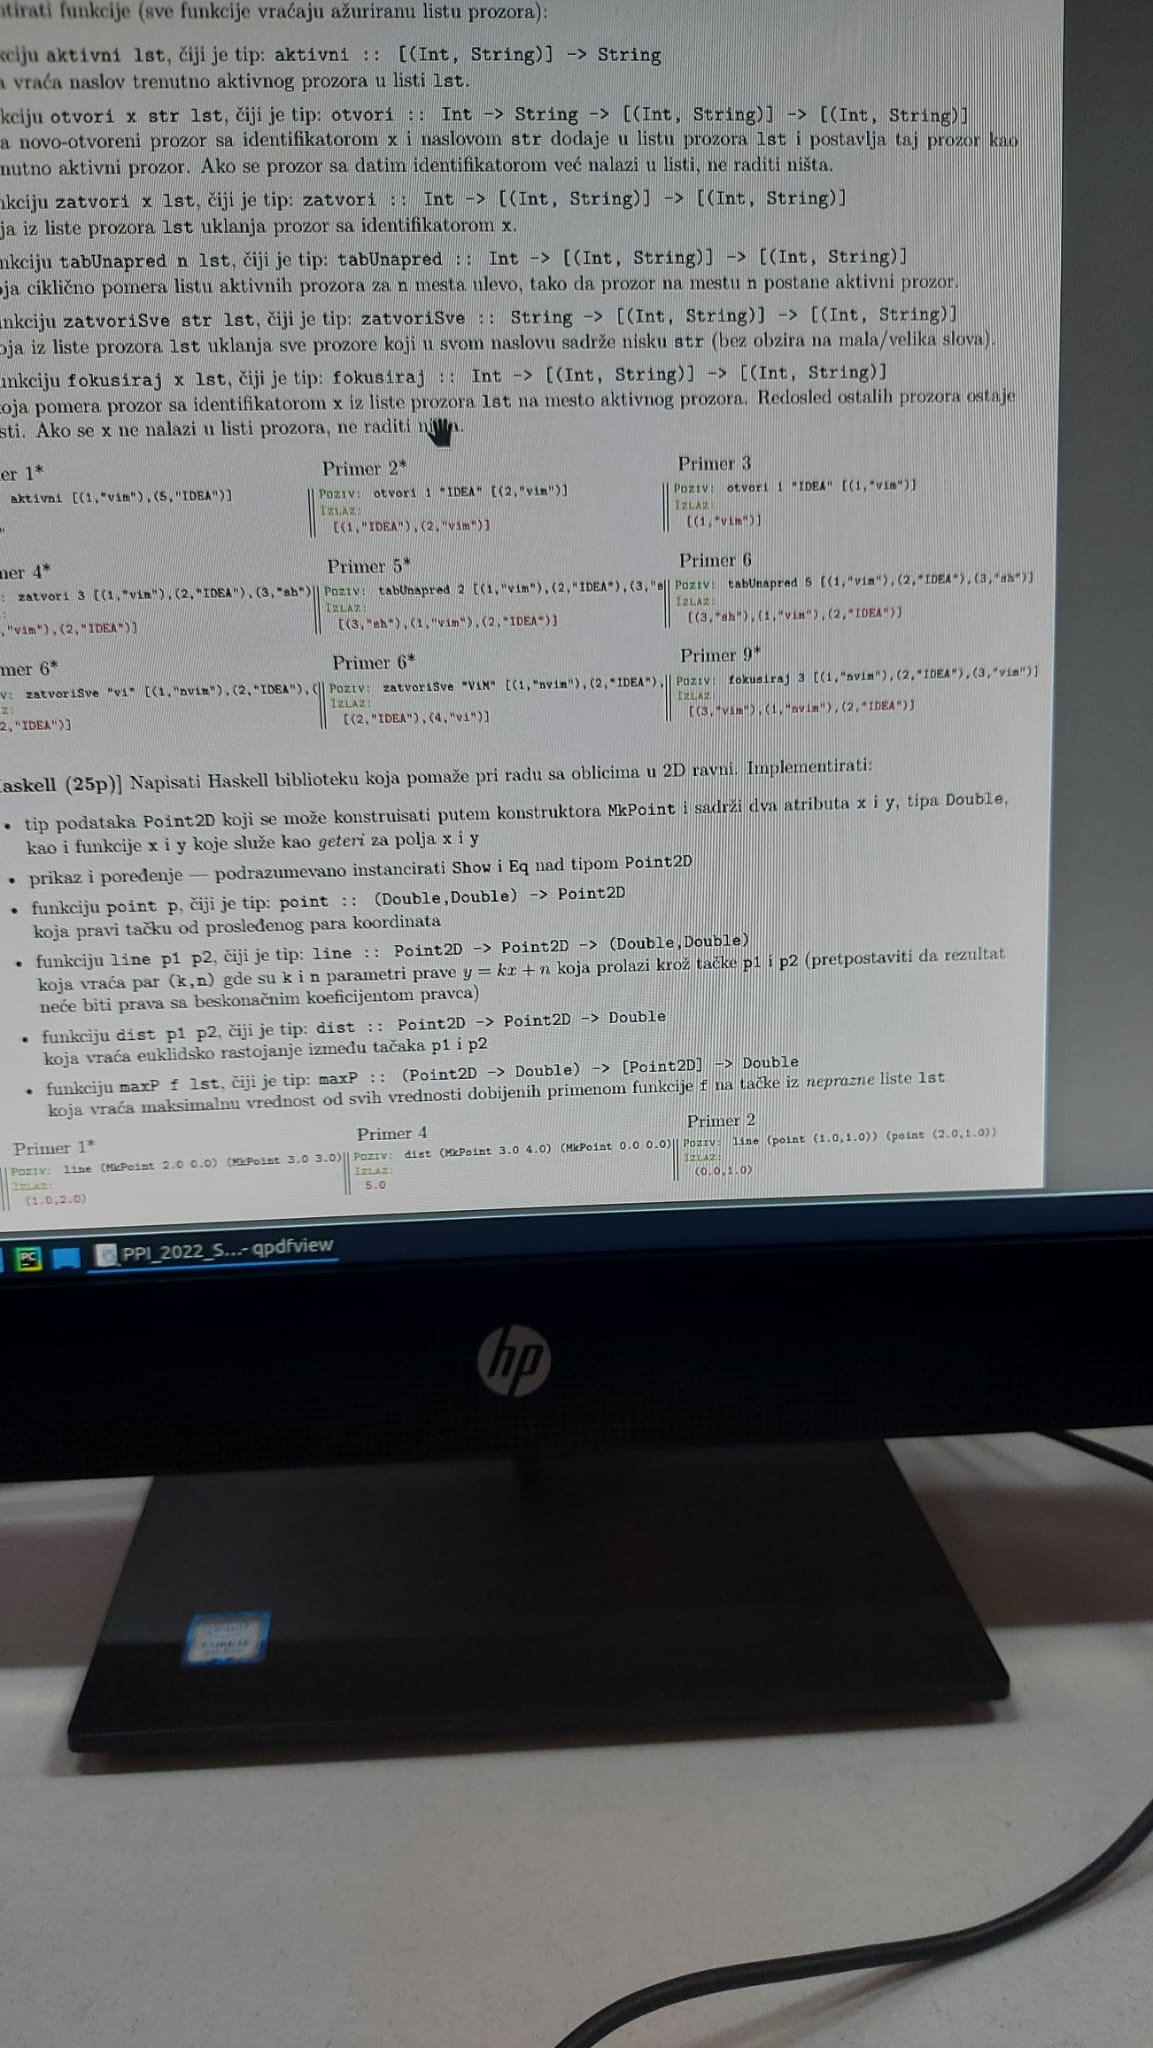 tirati funkcije (sve funkcije vraćaju ažuriranu listu prozora):
kciju aktivni lst, čiji je tip: aktivni :: [(Int, String)] -> String
a vraća naslov trenutno aktivnog prozora u listi lst.
kciju otvori x str lst, čiji je tip: otvori :: Int -> String -> [(Int, String)] -> [(Int, String)]
a novo-otvoreni prozor sa identifikatorom x i naslovom str dodaje u listu prozora lst i postavlja taj prozor kao
nutno aktivni prozor. Ako se prozor sa datim identifikatorom već nalazi u listi, ne raditi ništa.
nkciju zatvori x lst, čiji je tip: zatvori :: Int -> [(Int, String)] -> [(Int, String)]
ja iz liste prozora lst uklanja prozor sa identifikatorom x.
nkciju tabUnapred n lst, čiji je tip: tabUnapred :: Int -> [(Int, String)] -> [(Int, String)]
oja ciklično pomera listu aktivnih prozora za n mesta ulevo, tako da prozor na mestu n postane aktivni prozor.
nkciju zatvoriSve str lst, čiji je tip: zatvoriSve :: String -> [(Int, String)] -> [(Int, String)]
oja iz liste prozora lst uklanja sve prozore koji u svom naslovu sadrže nisku str (bez obzira na mala/velika slova).
unkciju fokusiraj x lst, čiji je tip: fokusiraj :: Int -> [(Int, String)] -> [(Int, String)]
koja pomera prozor sa identifikatorom x iz liste prozora lst na mesto aktivnog prozora. Redosled ostalih prozora ostaje
sti. Ako se x ne nalazi u listi prozora, ne raditi
er 1* Primer 2* Primer 3
aktivni [(1,"vim"),(5,"IDEA")] POZIV: otvori 1 "IDEA" [(2,"vim")] POZIV: otvori 1 "IDEA" [(1,"vim")]
IZLAZ: IZLAZ:
" [(1,"IDEA"),(2,"vim")] [(1,"vim")]
mer 4* Primer 5* Primer 6
: zatvori 3 [(1,"vim"),(2,"IDEA"),(3,"sh") POZIV: tabUnapred 2 [(1,"vim"),(2,"IDEA"),(3,"s POZIV: tabUnapred 5 [(1,"vim"),(2,"IDEA"),(3,"sh")]
: IZLAZ: IZLAZ:
,"vim"),(2,"IDEA")] [(3,"sh"),(1,"vim"),(2,"IDEA")] [(3,"sh"),(1,"vim"),(2,"IDEA")]
mer 6* Primer 6* Primer 9*
V: zatvoriSve "vi" [(1,"nvim"),(2,"IDEA"),( POZIV: zatvoriSve "ViM" [(1,"nvim"),(2,"IDEA"), POZIV: fokusiraj 3 [(1,"nvim"),(2,"IDEA"),(3,"vim")]
Z: IZLAZ: IZLAZ:
2,"IDEA")] [(2,"IDEA"),(4,"vi")] [(3,"vim"),(1,"nvim"),(2,"IDEA")]
askell (25p)] Napisati Haskell biblioteku koja pomaže pri radu sa oblicima u 2D ravni. Implementirati:
• tip podataka Point2D koji se može konstruisati putem konstruktora MkPoint i sadrži dva atributa x i y, tipa Double,
kao i funkcije x i y koje služe kao geteri za polja x i y
• prikaz i poređenje — podrazumevano instancirati Show i Eq nad tipom Point2D
• funkciju point p, čiji je tip: point :: (Double,Double) -> Point2D
koja pravi tačku od prosleđenog para koordinata
• funkciju line p1 p2, čiji je tip: line :: Point2D -> Point2D -> (Double,Double)
koja vraća par (k,n) gde su k i n parametri prave y = kx + n koja prolazi kroz tačke p1 i p2 (pretpostaviti da rezultat
neće biti prava sa beskonačnim koeficijentom pravca)
• funkciju dist p1 p2, čiji je tip: dist :: Point2D -> Point2D -> Double
koja vraća euklidsko rastojanje između tačaka p1 i p2
• funkciju maxP f lst, čiji je tip: maxP :: (Point2D -> Double) -> [Point2D] -> Double
koja vraća maksimalnu vrednost od svih vrednosti dobijenih primenom funkcije f na tačke iz neprazne liste lst
Primer 1* Primer 4 Primer 2
POZIV: line (MkPoint 2.0 0.0) (MkPoint 3.0 3.0) POZIV: dist (MkPoint 3.0 4.0) (MkPoint 0.0 0.0) POZIV: line (point (1.0,1.0)) (point (2.0,1.0))
IZLAZ: IZLAZ: IZLAZ:
(1.0,2.0) 5.0 (0.0,1.0)
PC PPI_2022_S...- qpdfview
hp